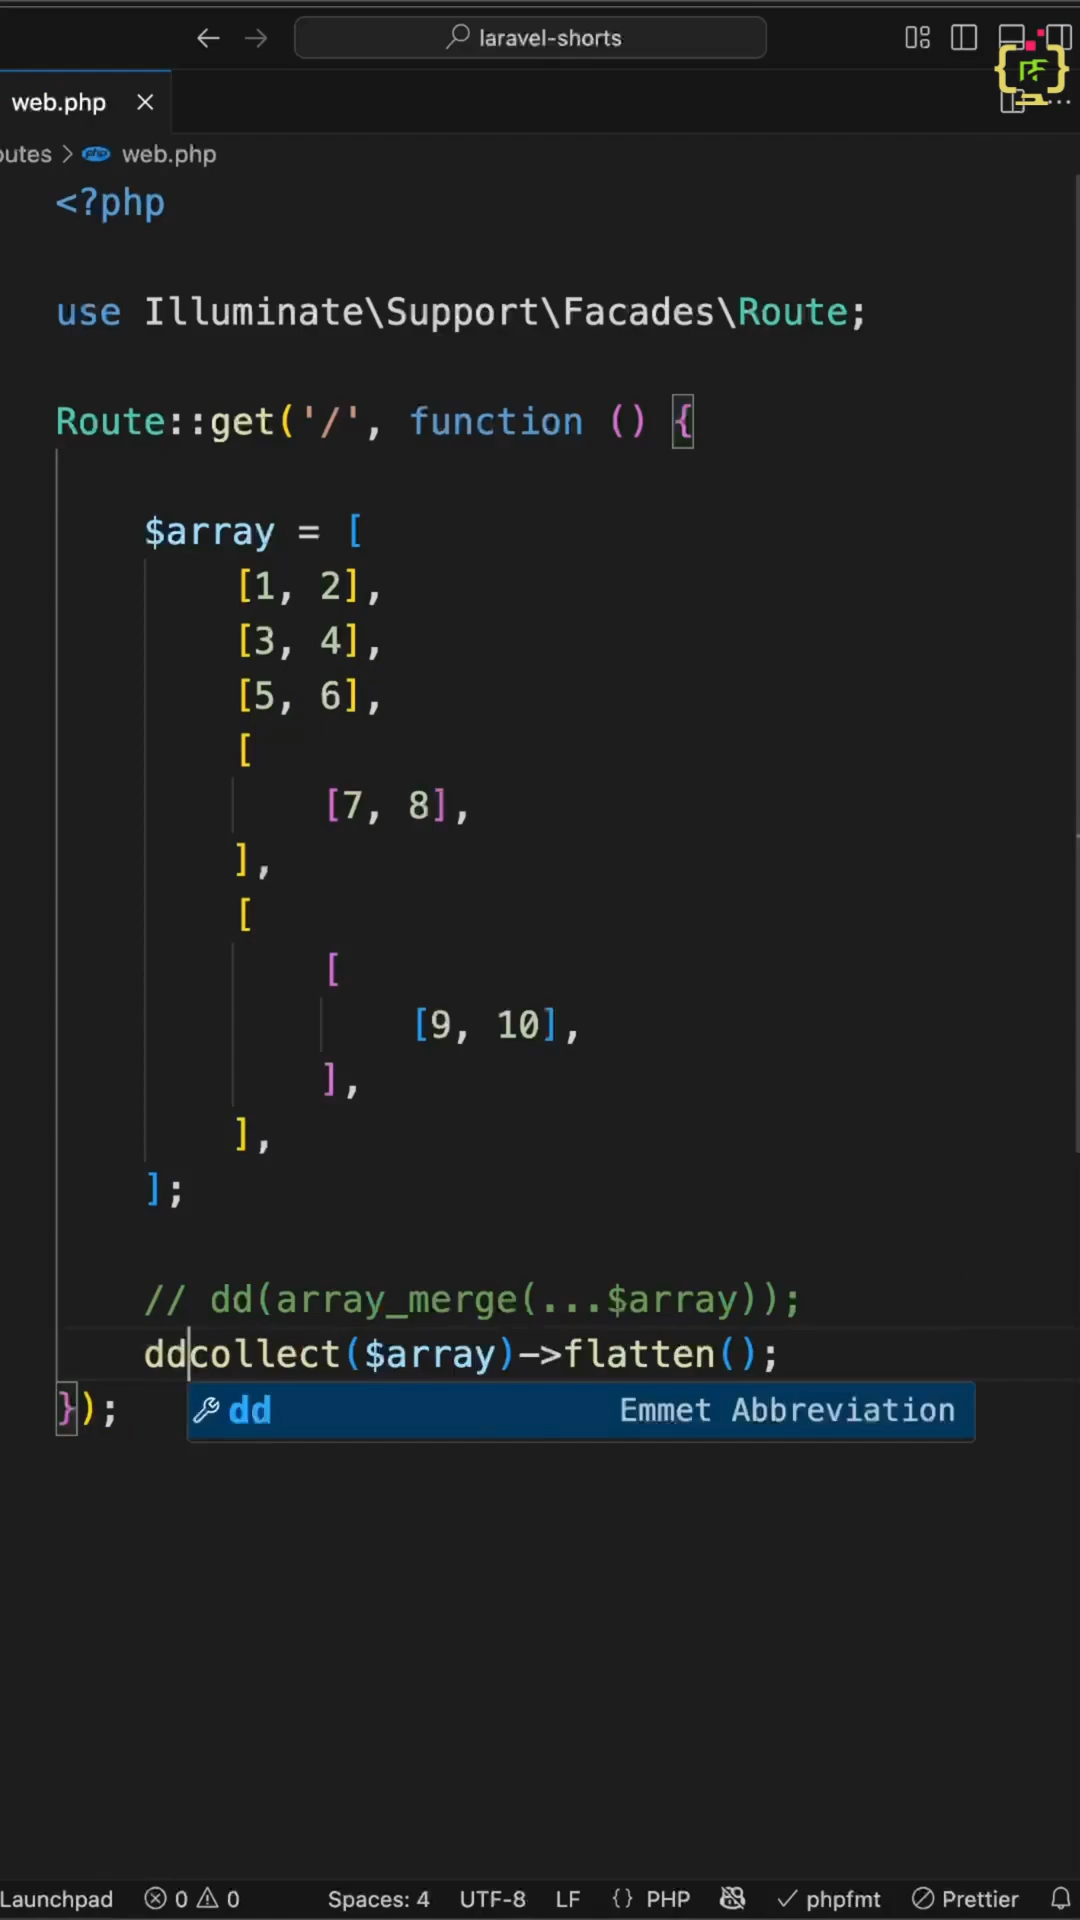 laravel-shorts
web.php
outes > web.php
<?php
use Illuminate\Support\Facades\Route;
Route::get('/', function () {
$array = [
[1, 2],
[3, 4],
[5, 6],
[
[7, 8],
],
[
[
[9, 10],
],
],
];
// dd(array_merge(...$array));
ddcollect($array)->flatten();
});
dd Emmet Abbreviation
Launchpad 0 0 Spaces: 4 UTF-8 LF {} PHP phpfmt Prettier